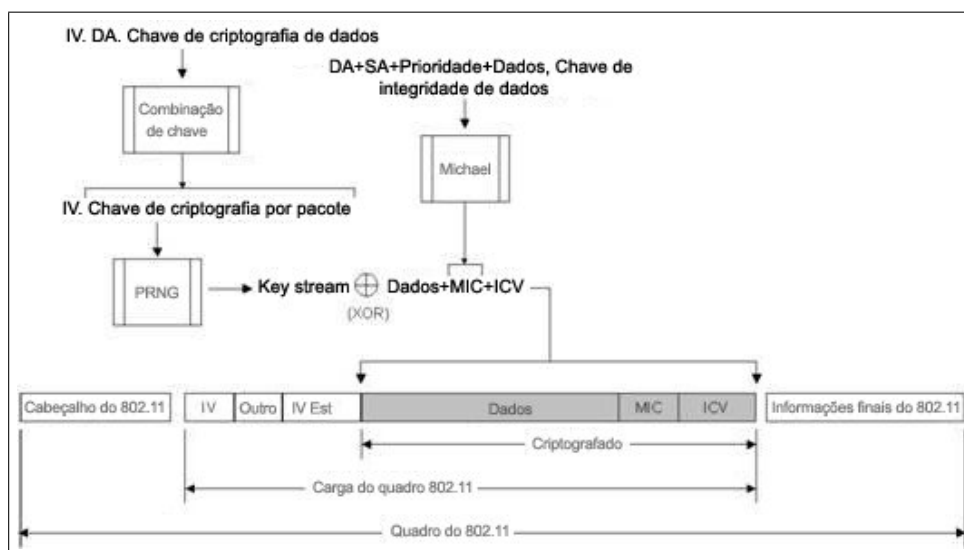 IV. DA. Chave de criptografia de dados
DA+SA+Prioridade+Dados, Chave de
integridade de dados
Combinação
de chave
Michael
IV. Chave de criptografia por pacote
PRNG
Key stream
(XOR)
Dados+MIC+ICV
Cabeçalho do 802.11
IV
Outro
IV Est
Dados
MIC
ICV
Informações finais do 802.11
Criptografado
Carga do quadro 802.11
Quadro do 802.11